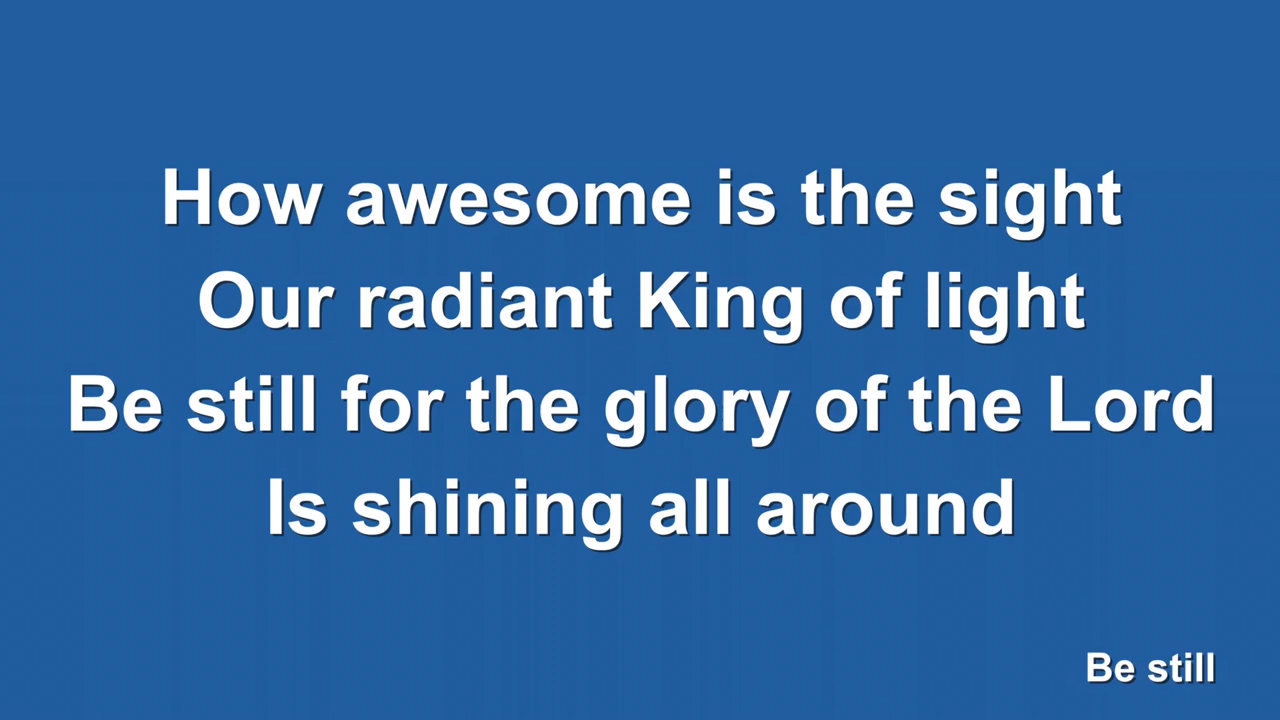 How awesome is the sight
Our radiant King of light
Be still for the glory of the Lord
Is shining all around
Be still